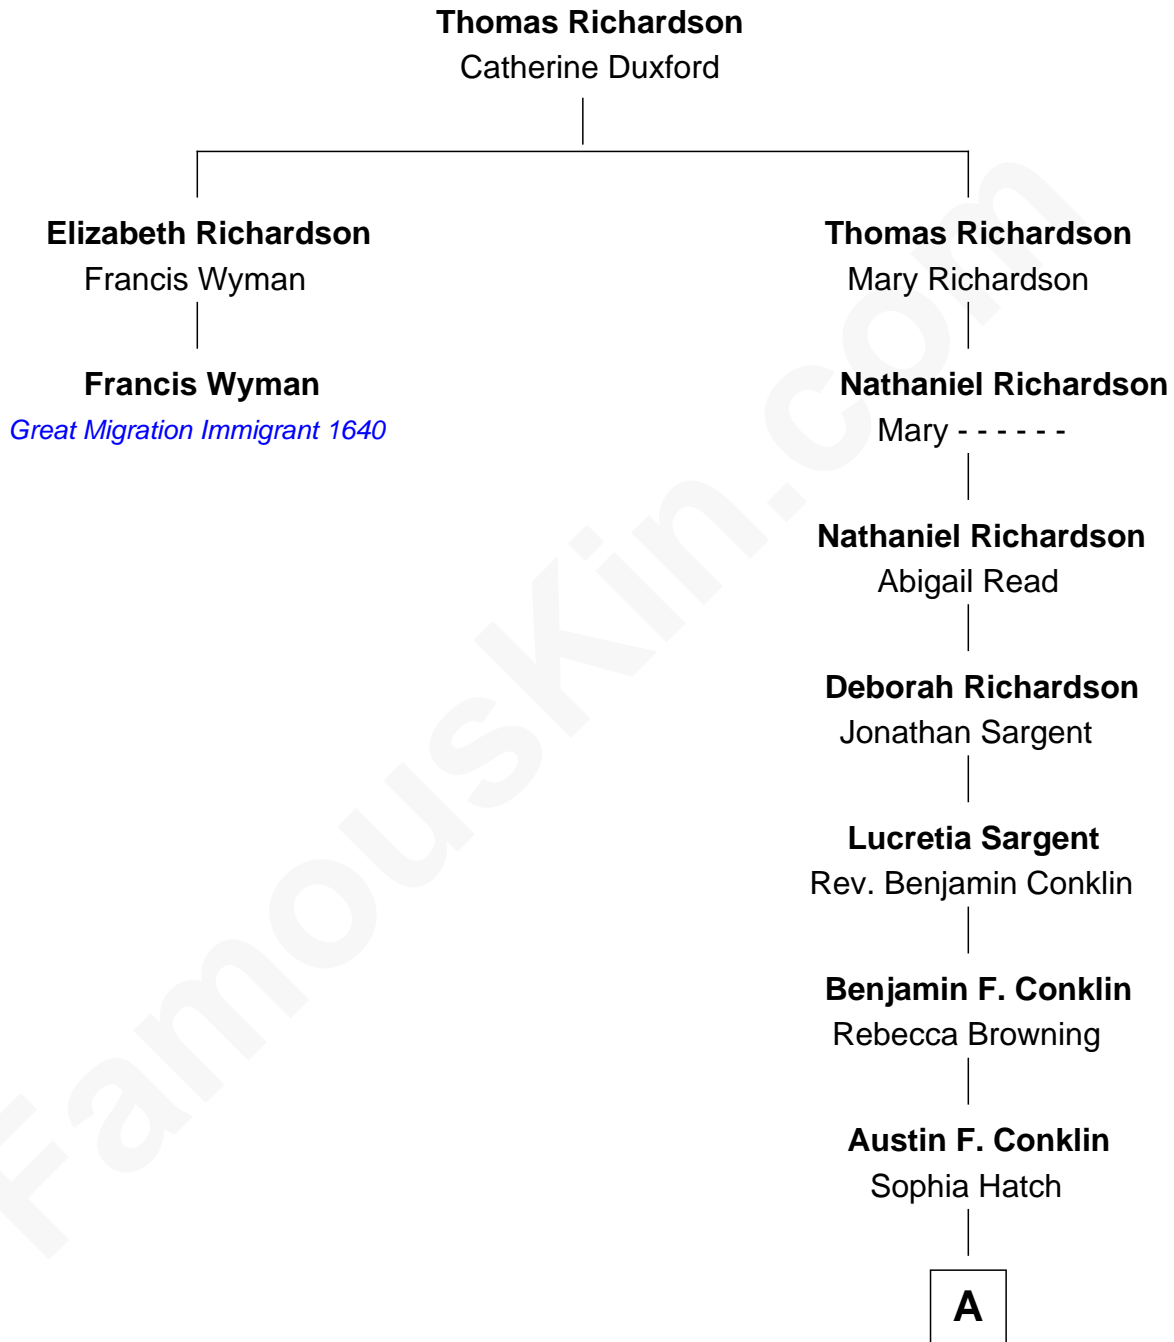 Thomas Richardson
Catherine Duxford
Elizabeth Richardson
Francis Wyman
Francis Wyman
Great Migration Immigrant 1640
Thomas Richardson
Mary Richardson
Nathaniel Richardson
Mary - - - - - -
Nathaniel Richardson
Abigail Read
Deborah Richardson
Jonathan Sargent
Lucretia Sargent
Rev. Benjamin Conklin
Benjamin F. Conklin
Rebecca Browning
Austin F. Conklin
Sophia Hatch
A
FamousKin.com